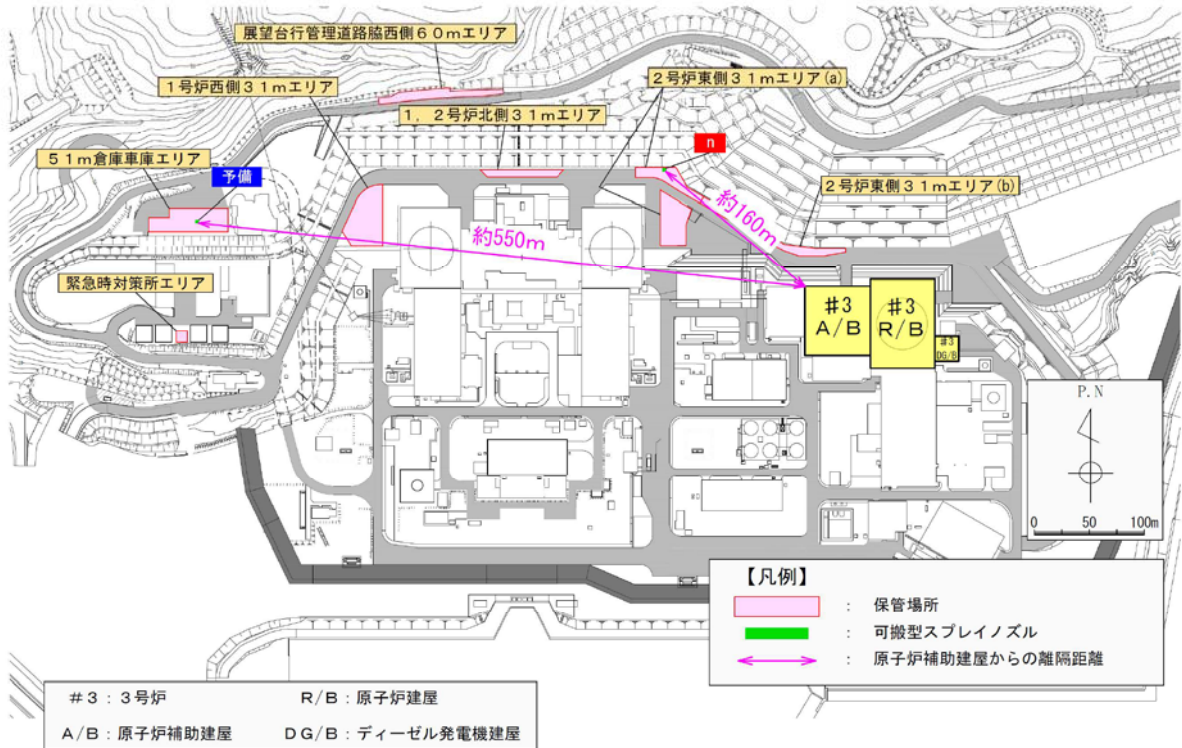 展望台行管理道路脇西側60mエリア
1号炉西側31mエリア
2号炉東側31mエリア(a)
1，2号炉北側31mエリア
n
51m倉庫車庫エリア
予備
2号炉東側31mエリア(b)
約160m
約550m
緊急時対策所エリア
#3
A/B
#3
R/B
#3
DG/B
P.N
0 50 100m
【凡例】
： 保管場所
： 可搬型スプレイノズル
： 原子炉補助建屋からの離隔距離
#3：3号炉 R/B：原子炉建屋
A/B：原子炉補助建屋 DG/B：ディーゼル発電機建屋